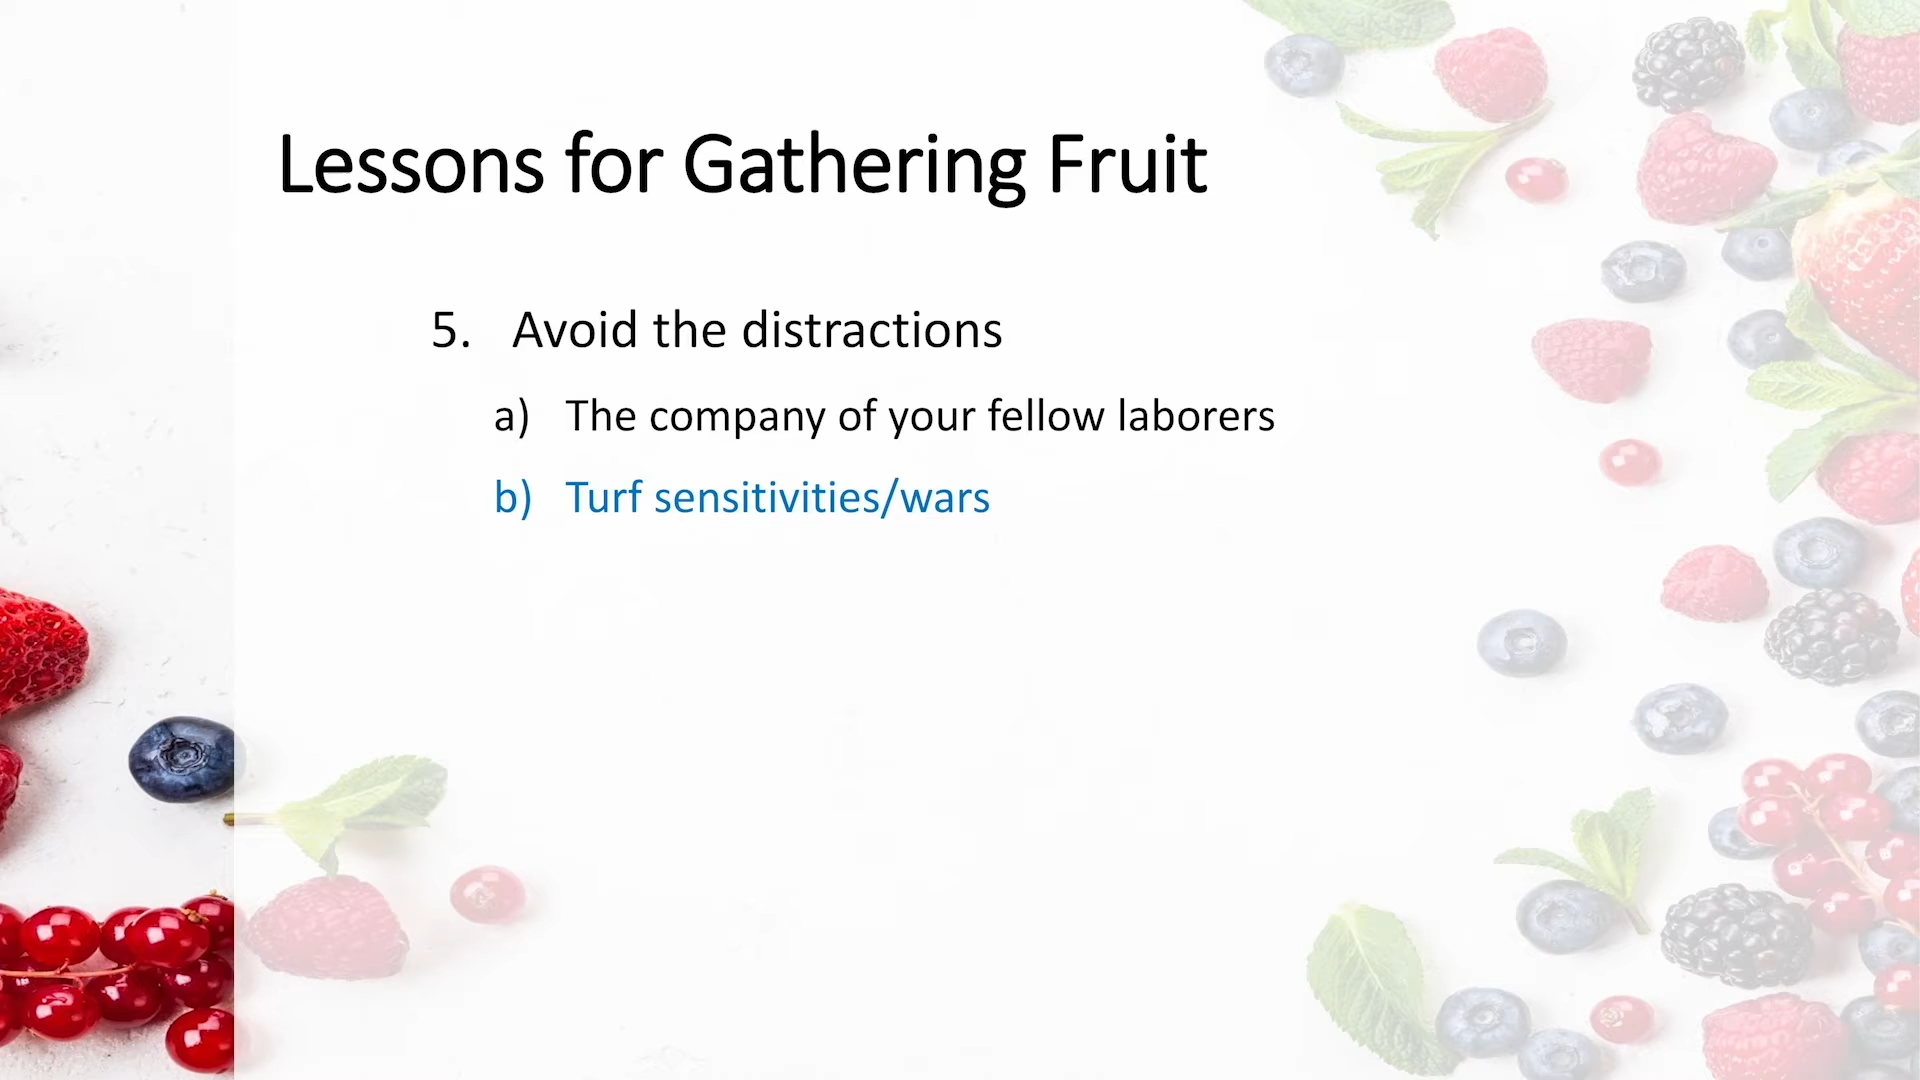 Lessons for Gathering Fruit
5. Avoid the distractions
a) The company of your fellow laborers
b) Turf sensitivities/wars